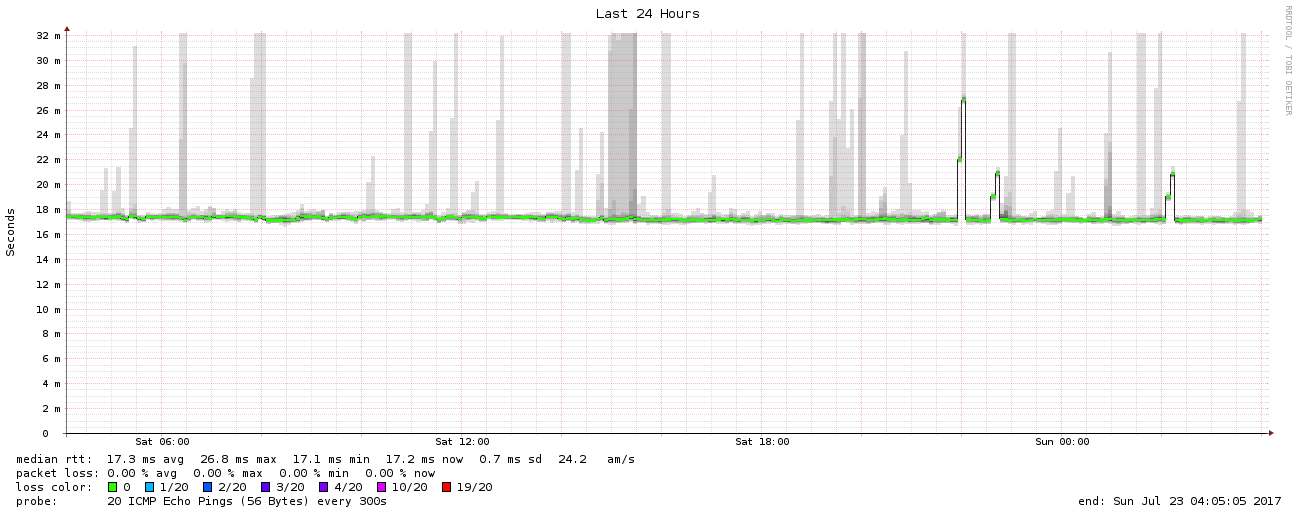 Last 24 Hours
RRDTOOL / TOBI OETIKER
Seconds
32 m
30 m
28 m
26 m
24 m
22 m
20 m
18 m
16 m
14 m
12 m
10 m
8 m
6 m
4 m
2 m
0
Sat 06:00 Sat 12:00 Sat 18:00 Sun 00:00
median rtt: 17.3 ms avg 26.8 ms max 17.1 ms min 17.2 ms now 0.7 ms sd 24.2 am/s
packet loss: 0.00 % avg 0.00 % max 0.00 % min 0.00 % now
loss color: 0 1/20 2/20 3/20 4/20 10/20 19/20
probe: 20 ICMP Echo Pings (56 Bytes) every 300s end: Sun Jul 23 04:05:05 2017